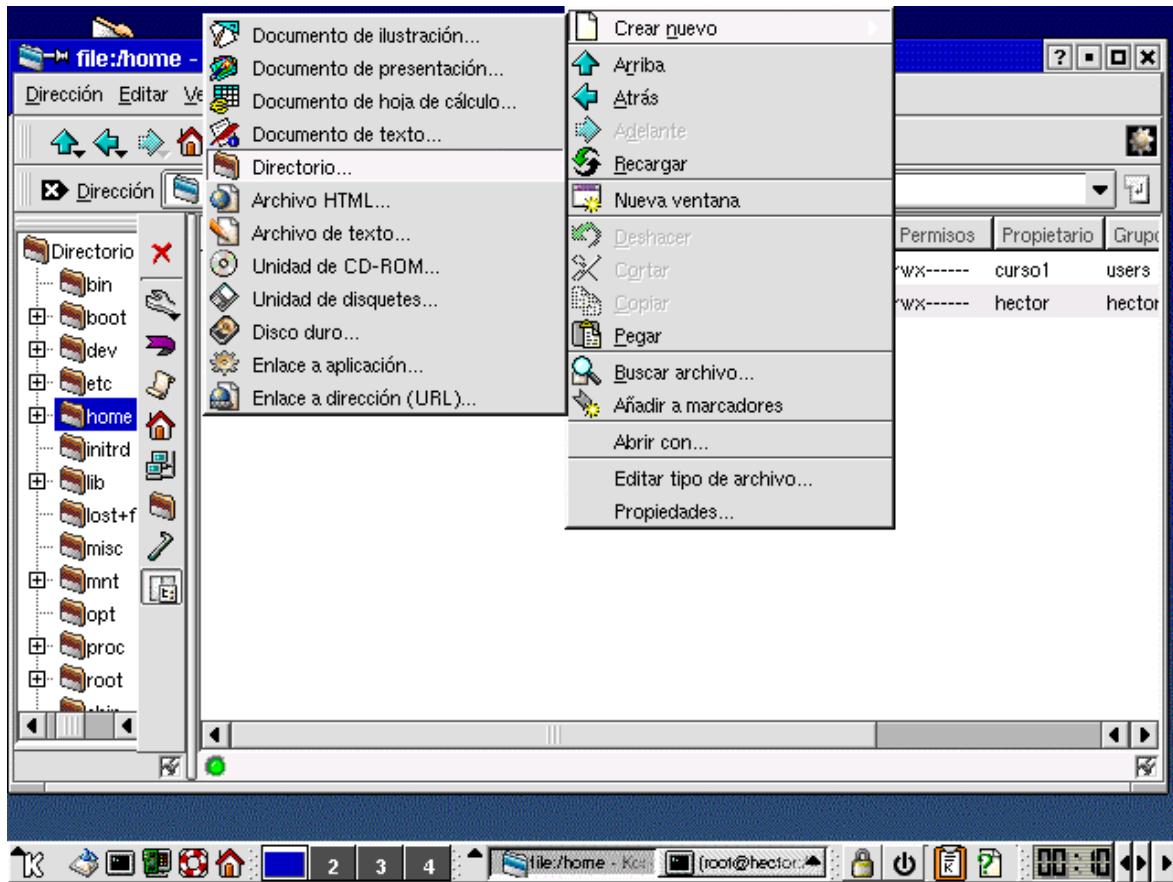 file:/home -
Dirección Editar Ve
Dirección
Documento de ilustración...
Documento de presentación...
Documento de hoja de cálculo...
Documento de texto...
Directorio...
Archivo HTML...
Archivo de texto...
Unidad de CD-ROM...
Unidad de disquetes...
Disco duro...
Enlace a aplicación...
Enlace a dirección (URL)...
Crear nuevo
Arriba
Atrás
Adelante
Recargar
Nueva ventana
Deshacer
Cortar
Copiar
Pegar
Buscar archivo...
Añadir a marcadores
Abrir con...
Editar tipo de archivo...
Propiedades...
Permisos Propietario Grupo
rwx------ curso1 users
rwx------ hector hector
Directorio
bin
boot
dev
etc
home
initrd
lib
lost+f
misc
mnt
opt
proc
root
2 3 4
file:/home - Ko
(root@hector: